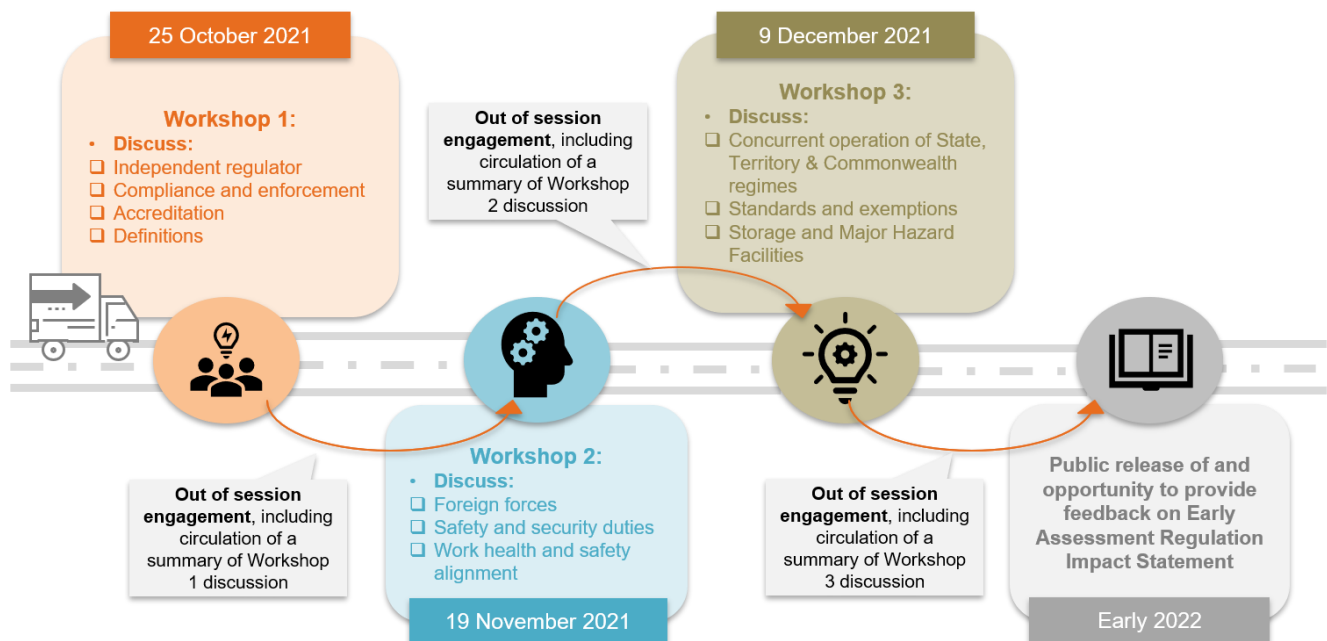 25 October 2021
Workshop 1:
• Discuss:
❑ Independent regulator
❑ Compliance and enforcement
❑ Accreditation
❑ Definitions
Out of session
engagement, including
circulation of a
summary of Workshop
1 discussion
Workshop 2:
• Discuss:
❑ Foreign forces
❑ Safety and security duties
❑ Work health and safety
alignment
19 November 2021
Out of session
engagement, including
circulation of a
summary of Workshop
2 discussion
9 December 2021
Workshop 3:
• Discuss:
❑ Concurrent operation of State,
Territory & Commonwealth
regimes
❑ Standards and exemptions
❑ Storage and Major Hazard
Facilities
Out of session
engagement, including
circulation of a
summary of Workshop
3 discussion
Public release of and
opportunity to provide
feedback on Early
Assessment Regulation
Impact Statement
Early 2022